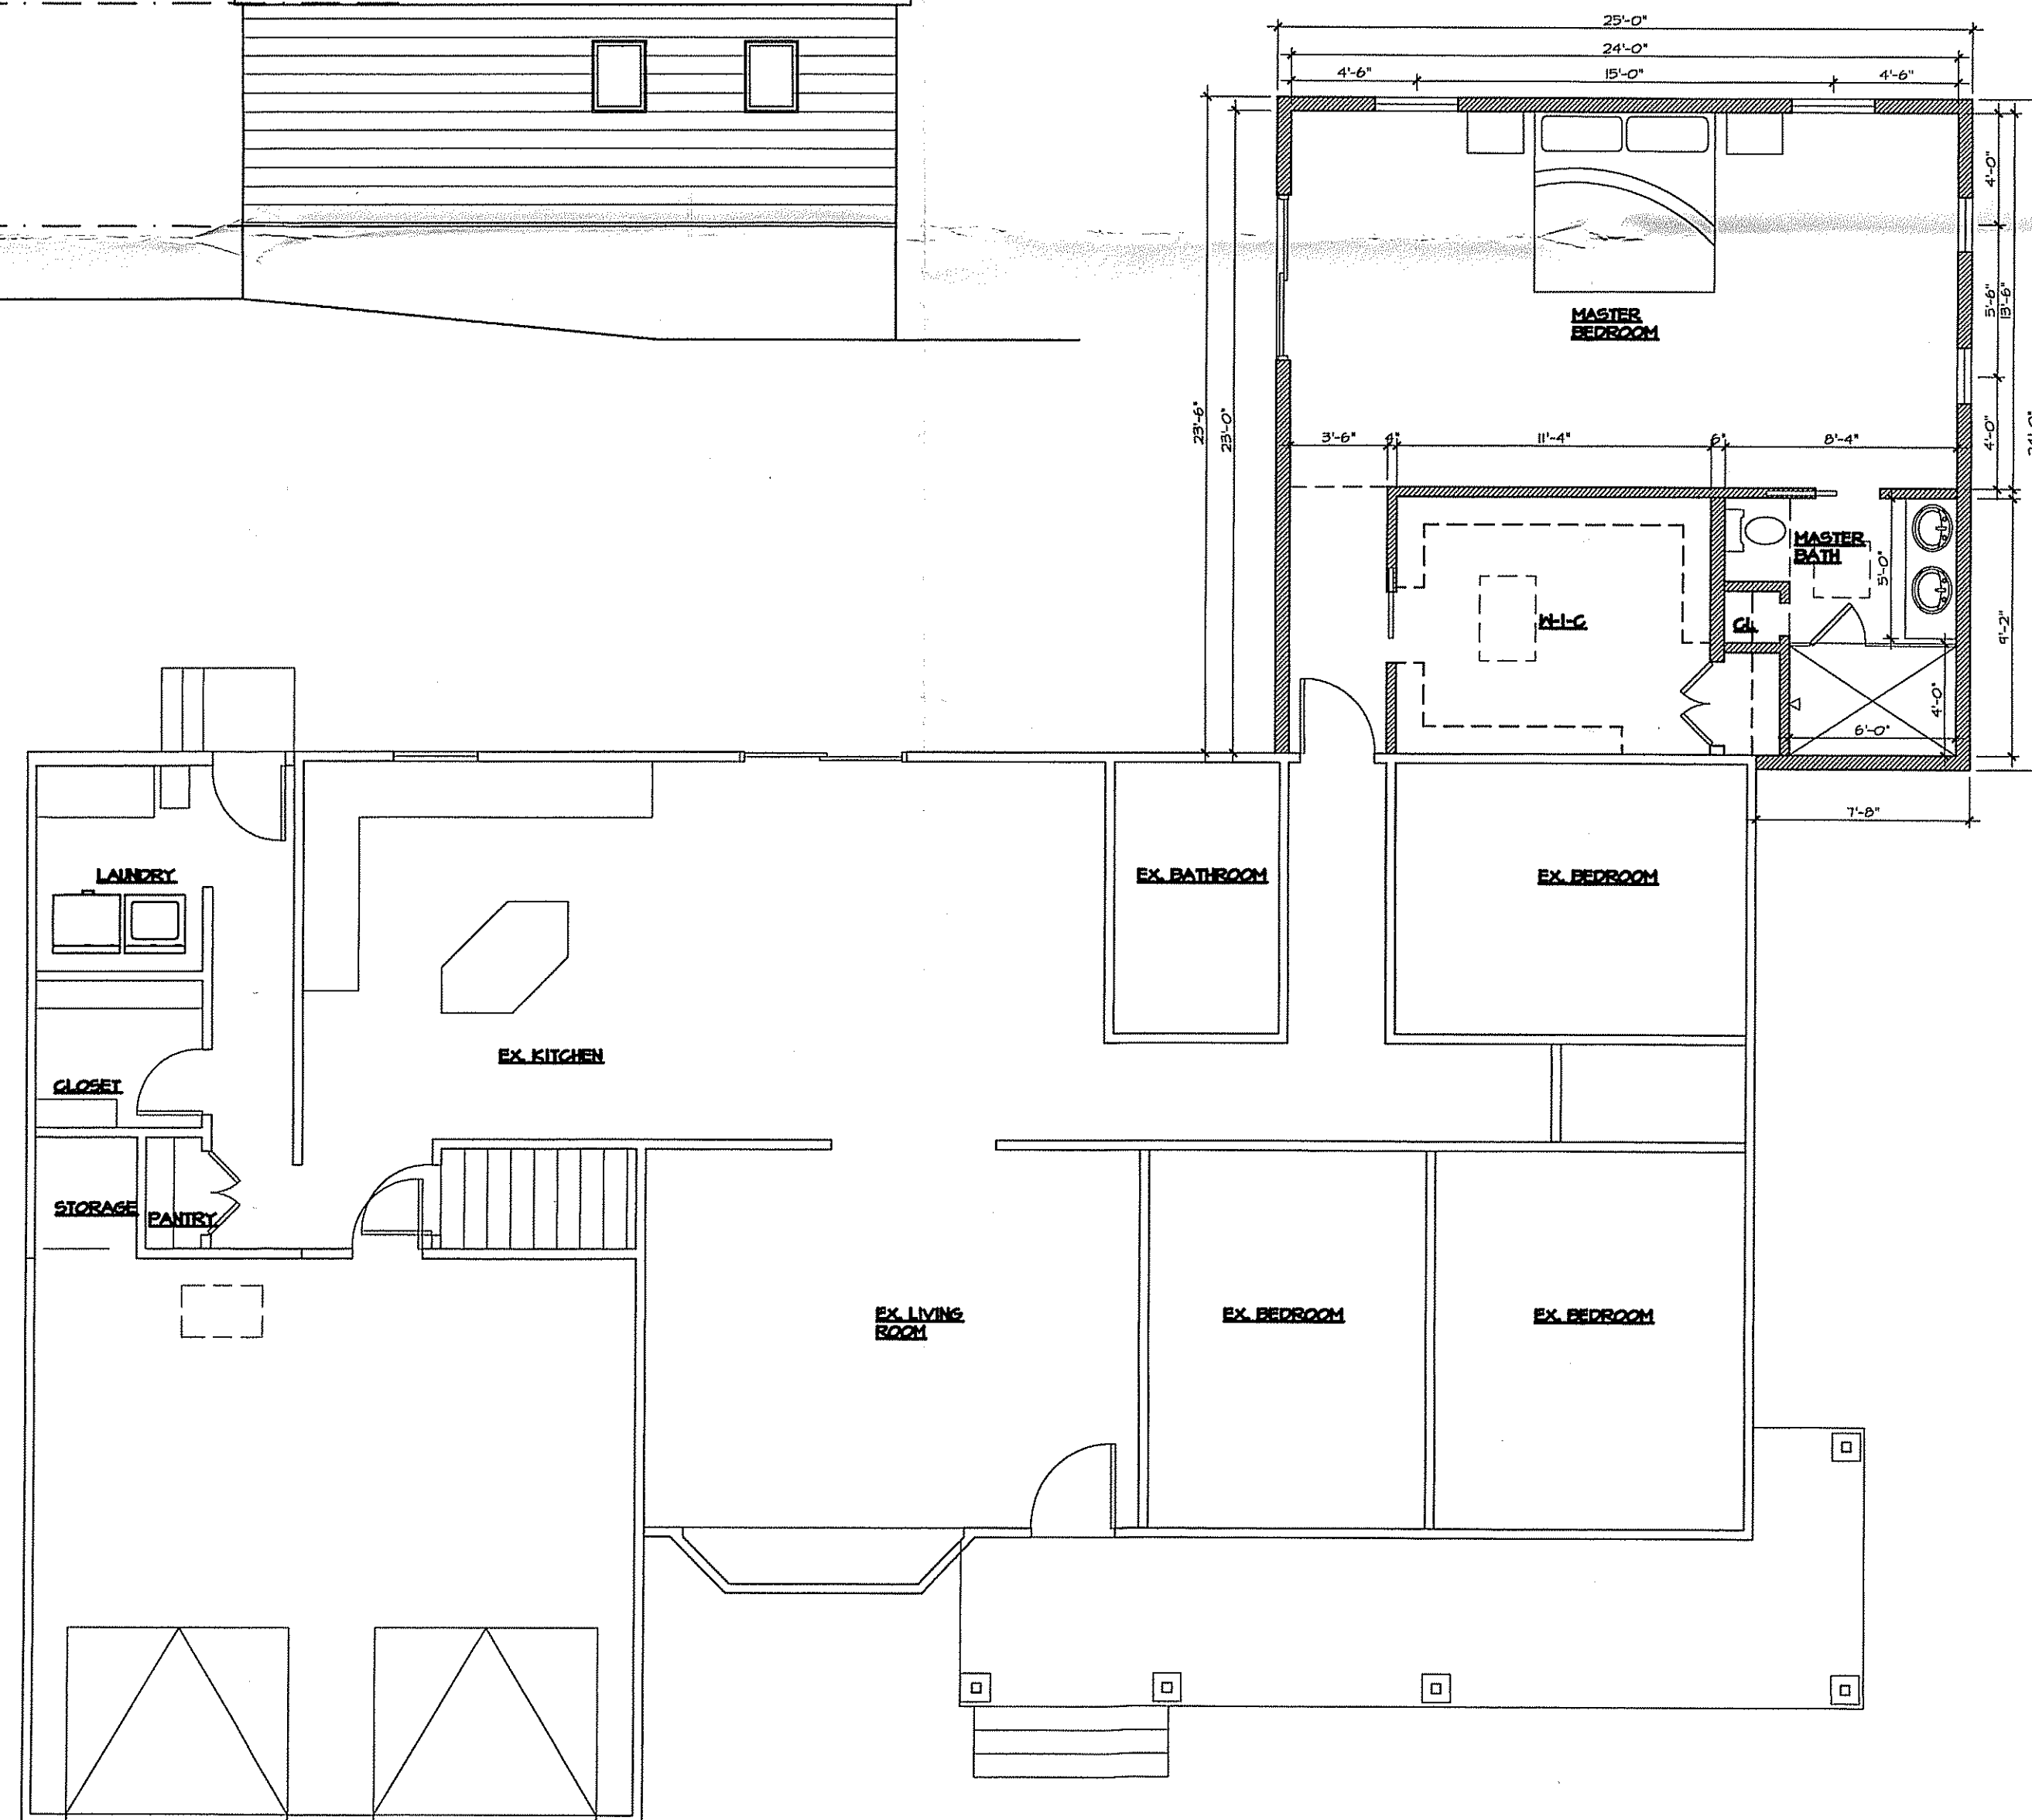 25'-0"
24'-0"
4'-6"
15'-0"
4'-6"
4'-0"
5'-6"
13'-6"
MASTER
BEDROOM
23'-6"
23'-0"
4'-0"
3'-6"
4"
11'-4"
6"
8'-4"
MASTER
BATH
5'-0"
W-I-C
CL.
9'-2"
4'-0"
6'-0"
7'-8"
LAUNDRY
EX. BATHROOM
EX. BEDROOM
EX. KITCHEN
CLOSET
STORAGE
PANTRY
EX. LIVING
ROOM
EX. BEDROOM
EX. BEDROOM